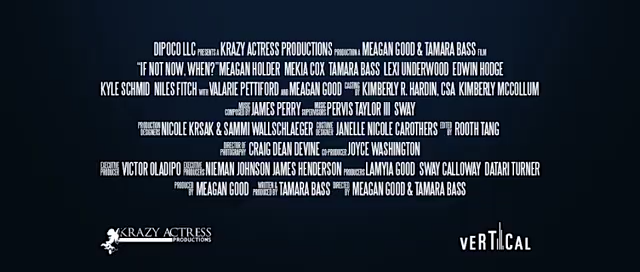 DIPOCO LLC PRESENTS A KRAZY ACTRESS PRODUCTIONS PRODUCTION A MEAGAN GOOD & TAMARA BASS FILM
"IF NOT NOW, WHEN?" MEAGAN HOLDER MEKIA COX TAMARA BASS LEXI UNDERWOOD EDWIN HODGE
KYLE SCHMID NILES FITCH WITH VALARIE PETTIFORD AND MEAGAN GOOD CASTING BY KIMBERLY R. HARDIN, CSA KIMBERLY MCCOLLUM
MUSIC COMPOSED BY JAMES PERRY MUSIC SUPERVISORS PERVIS TAYLOR III SWAY
PRODUCTION DESIGNERS NICOLE KRSAK & SAMMI WALLSCHLAEGER COSTUME DESIGNER JANELLE NICOLE CAROTHERS EDITED BY ROOTH TANG
DIRECTOR OF PHOTOGRAPHY CRAIG DEAN DEVINE CO-PRODUCER JOYCE WASHINGTON
EXECUTIVE PRODUCER VICTOR OLADIPO EXECUTIVE PRODUCERS NIEMAN JOHNSON JAMES HENDERSON PRODUCERS LAMYIA GOOD SWAY CALLOWAY DATARI TURNER
PRODUCED BY MEAGAN GOOD WRITTEN & PRODUCED BY TAMARA BASS DIRECTED BY MEAGAN GOOD & TAMARA BASS
KRAZY ACTRESS
PRODUCTIONS
VERTICAL